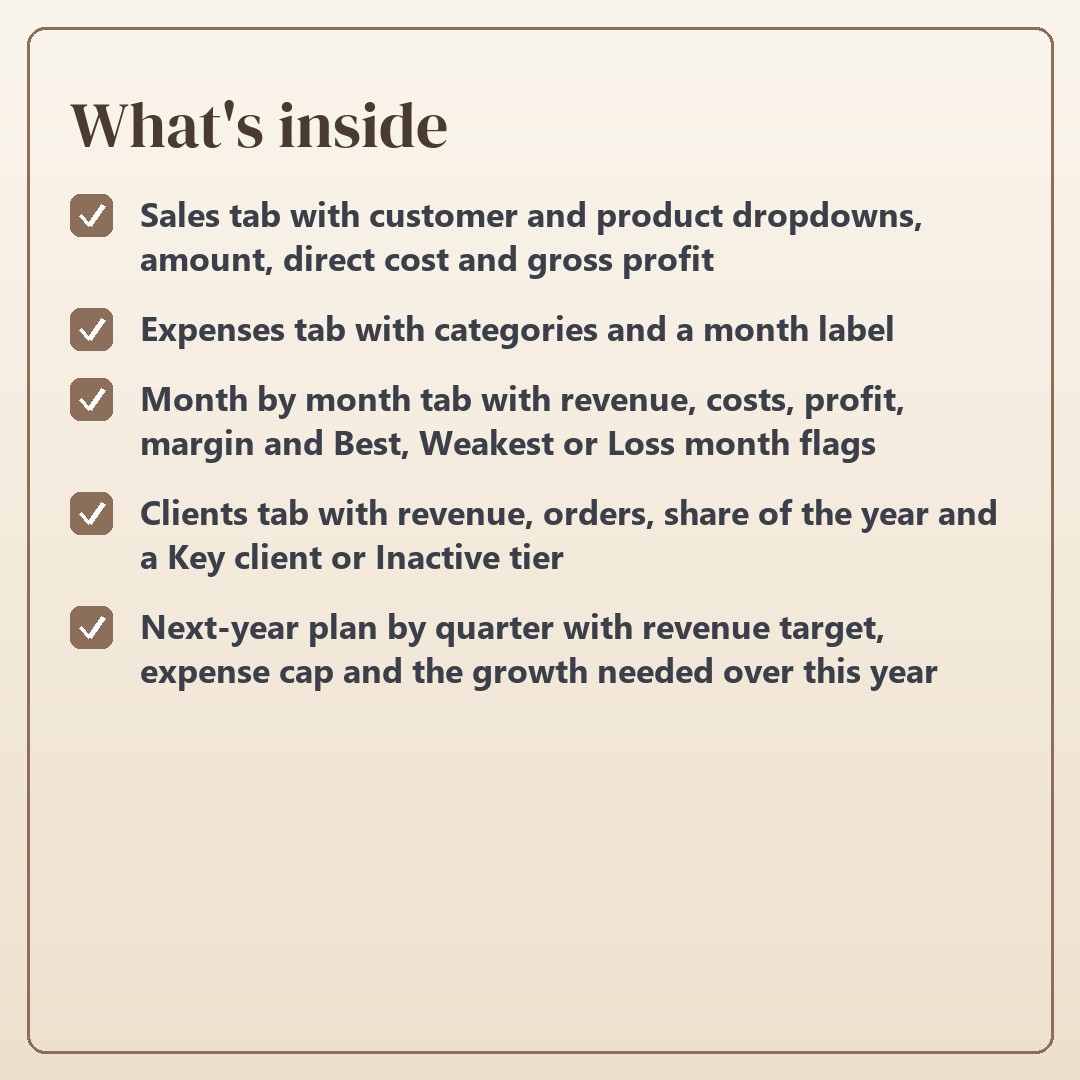 What's inside
Sales tab with customer and product dropdowns,
amount, direct cost and gross profit
Expenses tab with categories and a month label
Month by month tab with revenue, costs, profit,
margin and Best, Weakest or Loss month flags
Clients tab with revenue, orders, share of the year and
a Key client or Inactive tier
Next-year plan by quarter with revenue target,
expense cap and the growth needed over this year